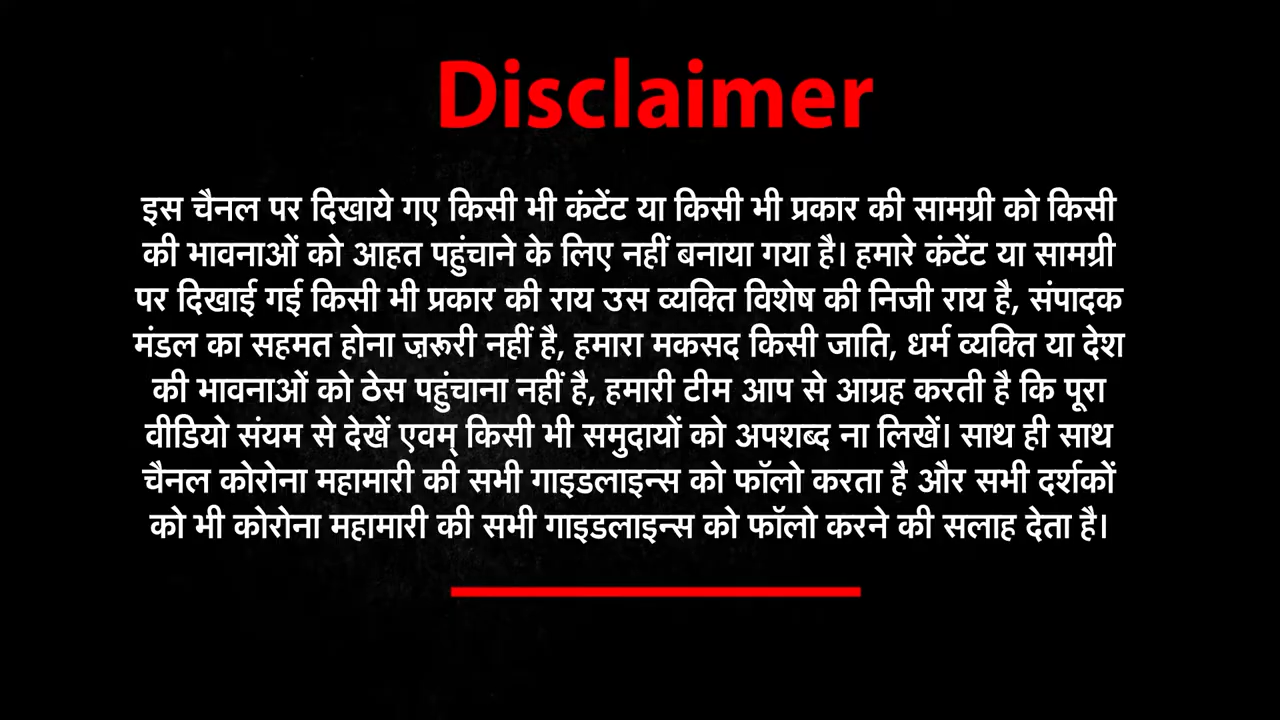 Disclaimer
इस चैनल पर दिखाये गए किसी भी कंटेंट या किसी भी प्रकार की सामग्री को किसी
की भावनाओं को आहत पहुंचाने के लिए नहीं बनाया गया है। हमारे कंटेंट या सामग्री
पर दिखाई गई किसी भी प्रकार की राय उस व्यक्ति विशेष की निजी राय है, संपादक
मंडल का सहमत होना ज़रूरी नहीं है, हमारा मकसद किसी जाति, धर्म व्यक्ति या देश
की भावनाओं को ठेस पहुंचाना नहीं है, हमारी टीम आप से आग्रह करती है कि पूरा
वीडियो संयम से देखें एवम् किसी भी समुदायों को अपशब्द ना लिखें। साथ ही साथ
चैनल कोरोना महामारी की सभी गाइडलाइन्स को फॉलो करता है और सभी दर्शकों
को भी कोरोना महामारी की सभी गाइडलाइन्स को फॉलो करने की सलाह देता है।